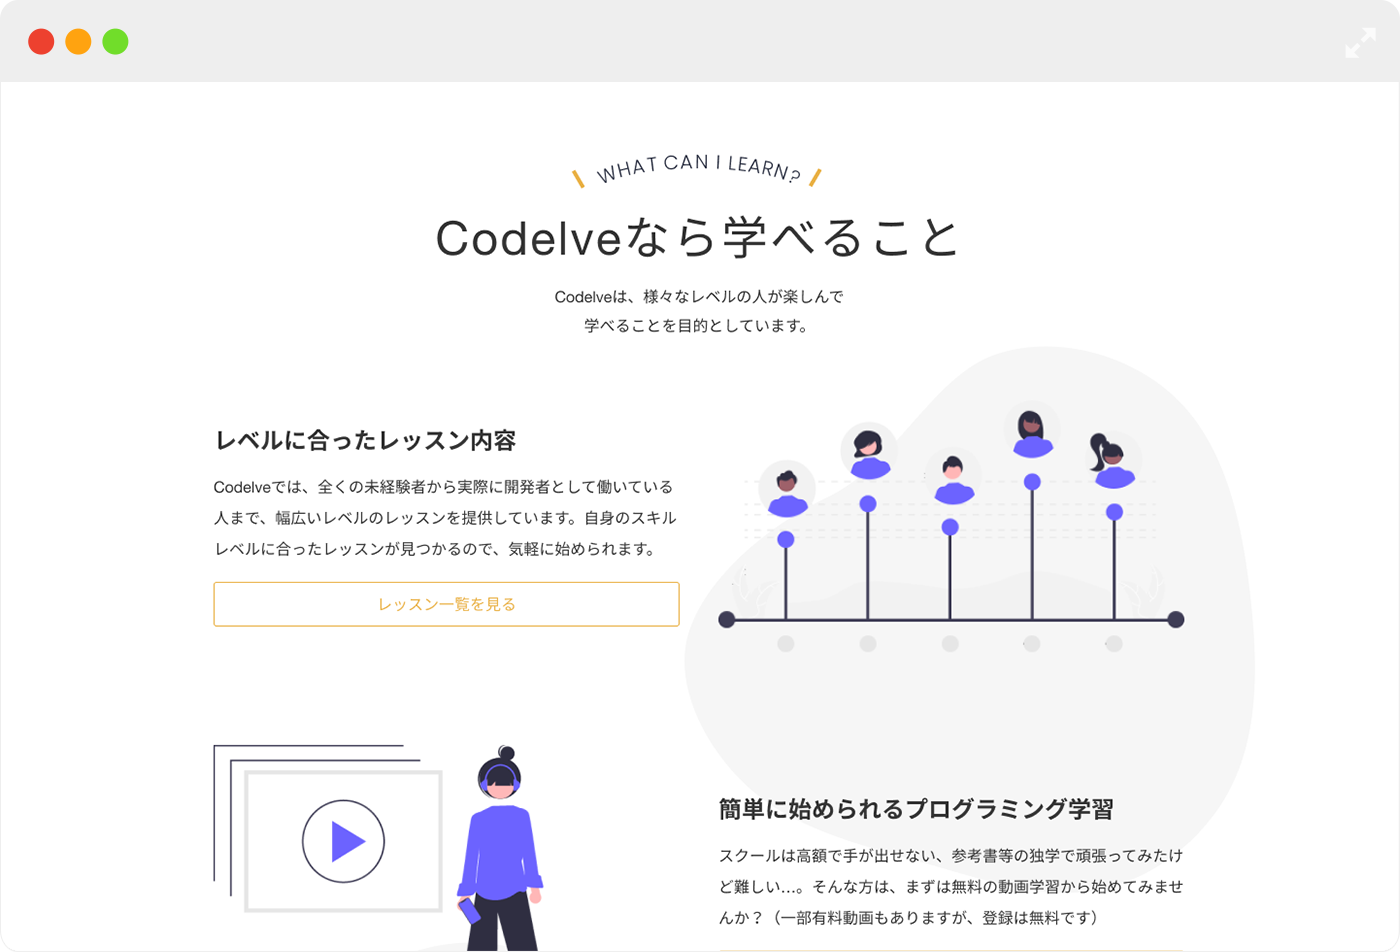 WHAT CAN I LEARN?
Codelveなら学べること
Codelveは、様々なレベルの人が楽しんで
学べることを目的としています。
レベルに合ったレッスン内容
Codelveでは、全くの未経験者から実際に開発者として働いている
人まで、幅広いレベルのレッスンを提供しています。自身のスキル
レベルに合ったレッスンが見つかるので、気軽に始められます。
レッスン一覧を見る
簡単に始められるプログラミング学習
スクールは高額で手が出せない、参考書等の独学で頑張ってみたけ
ど難しい...。そんな方は、まずは無料の動画学習から始めてみませ
んか？（一部有料動画もありますが、登録は無料です）